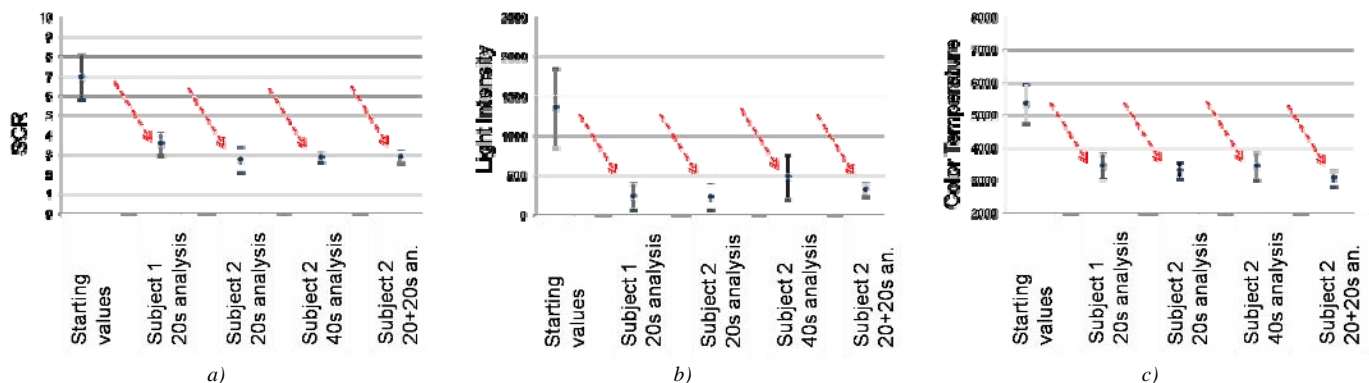 SCR
10
9
8
7
6
5
4
3
2
1
0
Starting
values
Subject 1
20s analysis
Subject 2
20s analysis
Subject 2
40s analysis
Subject 2
20+20s an.
a)
Light Intensity
2500
2000
1500
1000
500
0
Starting
values
Subject 1
20s analysis
Subject 2
20s analysis
Subject 2
40s analysis
Subject 2
20+20s an.
b)
Color Temperature
8000
7000
6000
5000
4000
3000
2000
Starting
values
Subject 1
20s analysis
Subject 2
20s analysis
Subject 2
40s analysis
Subject 2
20+20s an.
c)